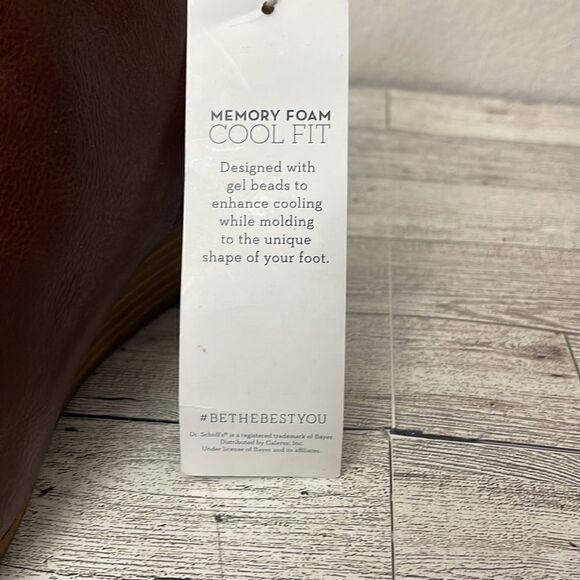 MEMORY FOAM
COOL FIT
Designed with
gel beads to
enhance cooling
while molding
to the unique
shape of your foot.
#BETHEBESTYOU
Dr. Scholl's® is a registered trademark of Bayer
Distributed by Caleres, Inc.
Under license of Bayer and its affiliates.